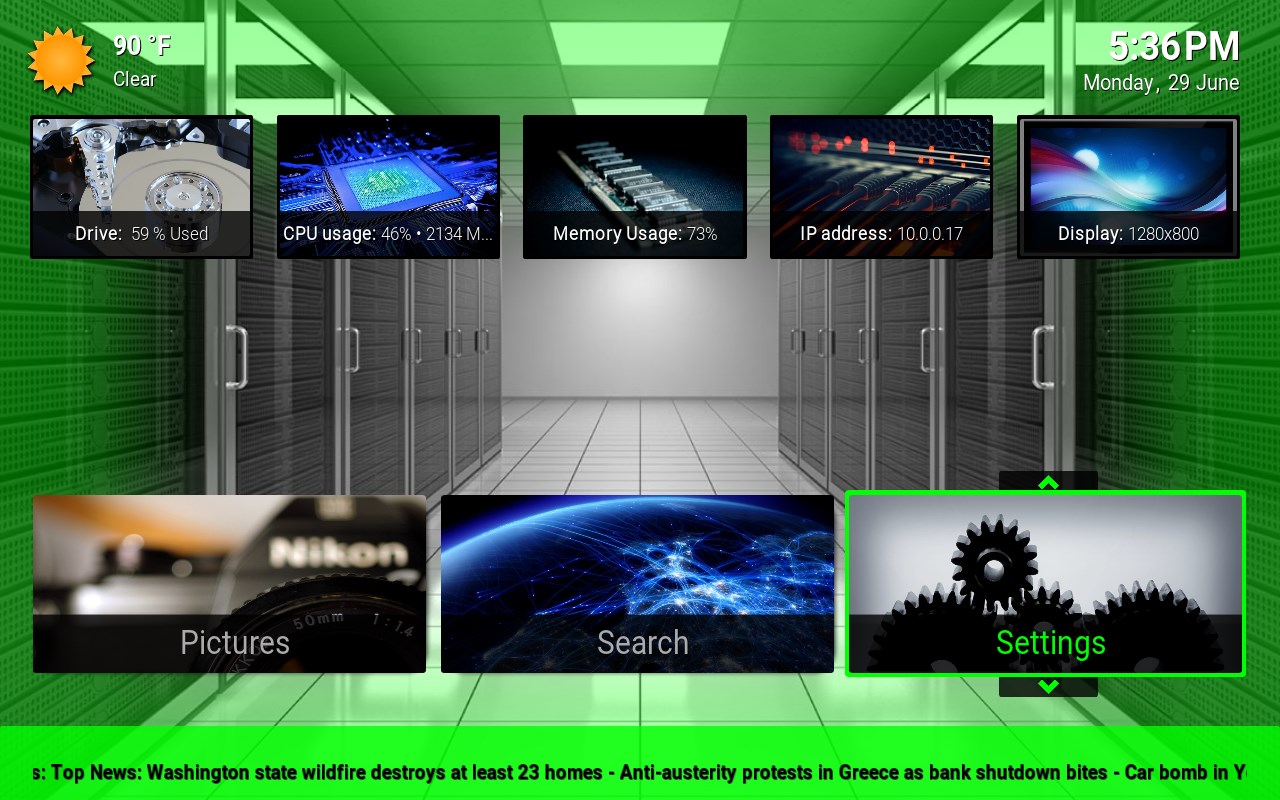 90 °F
Clear
5:36 PM
Monday, 29 June
Drive: 59 % Used
CPU usage: 46% • 2134 M...
Memory Usage: 73%
IP address: 10.0.0.17
Display: 1280x800
Nikon
50mm 1:1.4
Pictures
Search
Settings
s: Top News: Washington state wildfire destroys at least 23 homes - Anti-austerity protests in Greece as bank shutdown bites - Car bomb in